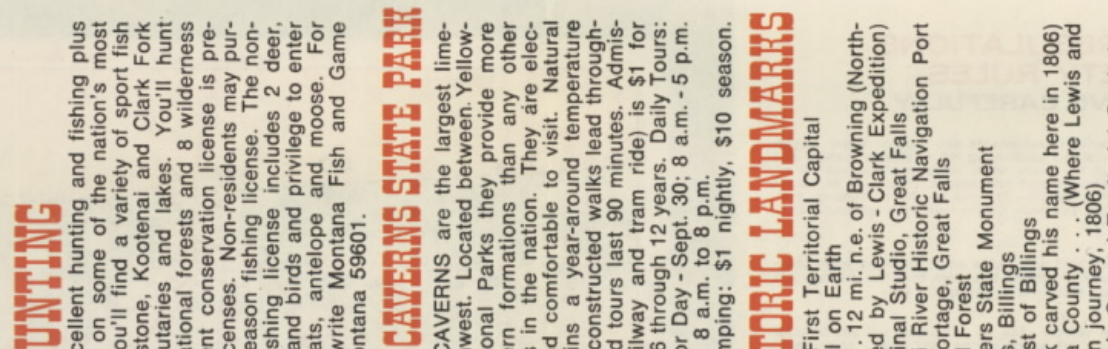 UNTING
cellent hunting and fishing plus
on some of the nation's most
ou'll find a variety of sport fish
stone, Kootenai and Clark Fork
utaries and lakes. You'll hunt
ational forests and 8 wilderness
nt conservation license is pre-
censes. Non-residents may pur-
eason fishing license. The non-
shing license includes 2 deer,
and birds and privilege to enter
ats, antelope and moose. For
write Montana Fish and Game
ontana 59601.
CAVERNS STATE PARK
CAVERNS are the largest lime-
west. Located between Yellow-
onal Parks they provide more
rn formations than any other
s in the nation. They are elec-
d comfortable to visit. Natural
ins a year-around temperature
constructed walks lead through-
d tours last 90 minutes. Admis-
ilway and tram ride) is $1 for
6 through 12 years. Daily Tours:
or Day - Sept. 30; 8 a.m. - 5 p.m.
8 a.m. to 8 p.m.
mping: $1 nightly, $10 season.
TORIC LANDMARKS
First Territorial Capital
l on Earth
. 12 mi. n.e. of Browning (North-
ed by Lewis - Clark Expedition)
inal Studio, Great Falls
s River Historic Navigation Port
ortage, Great Falls
l Forest
ers State Monument
s, Billings
st of Billings
k carved his name here in 1806)
a County . . . (Where Lewis and
n journey, 1806)